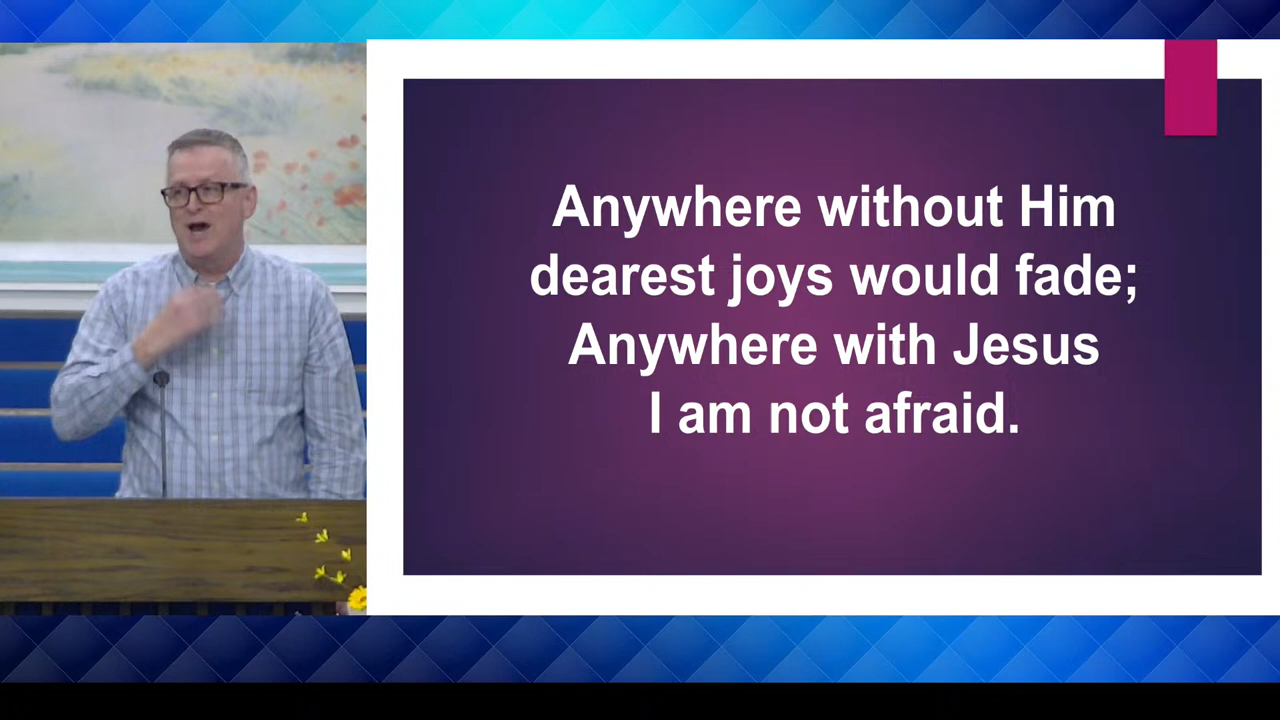 Anywhere without Him
dearest joys would fade;
Anywhere with Jesus
I am not afraid.